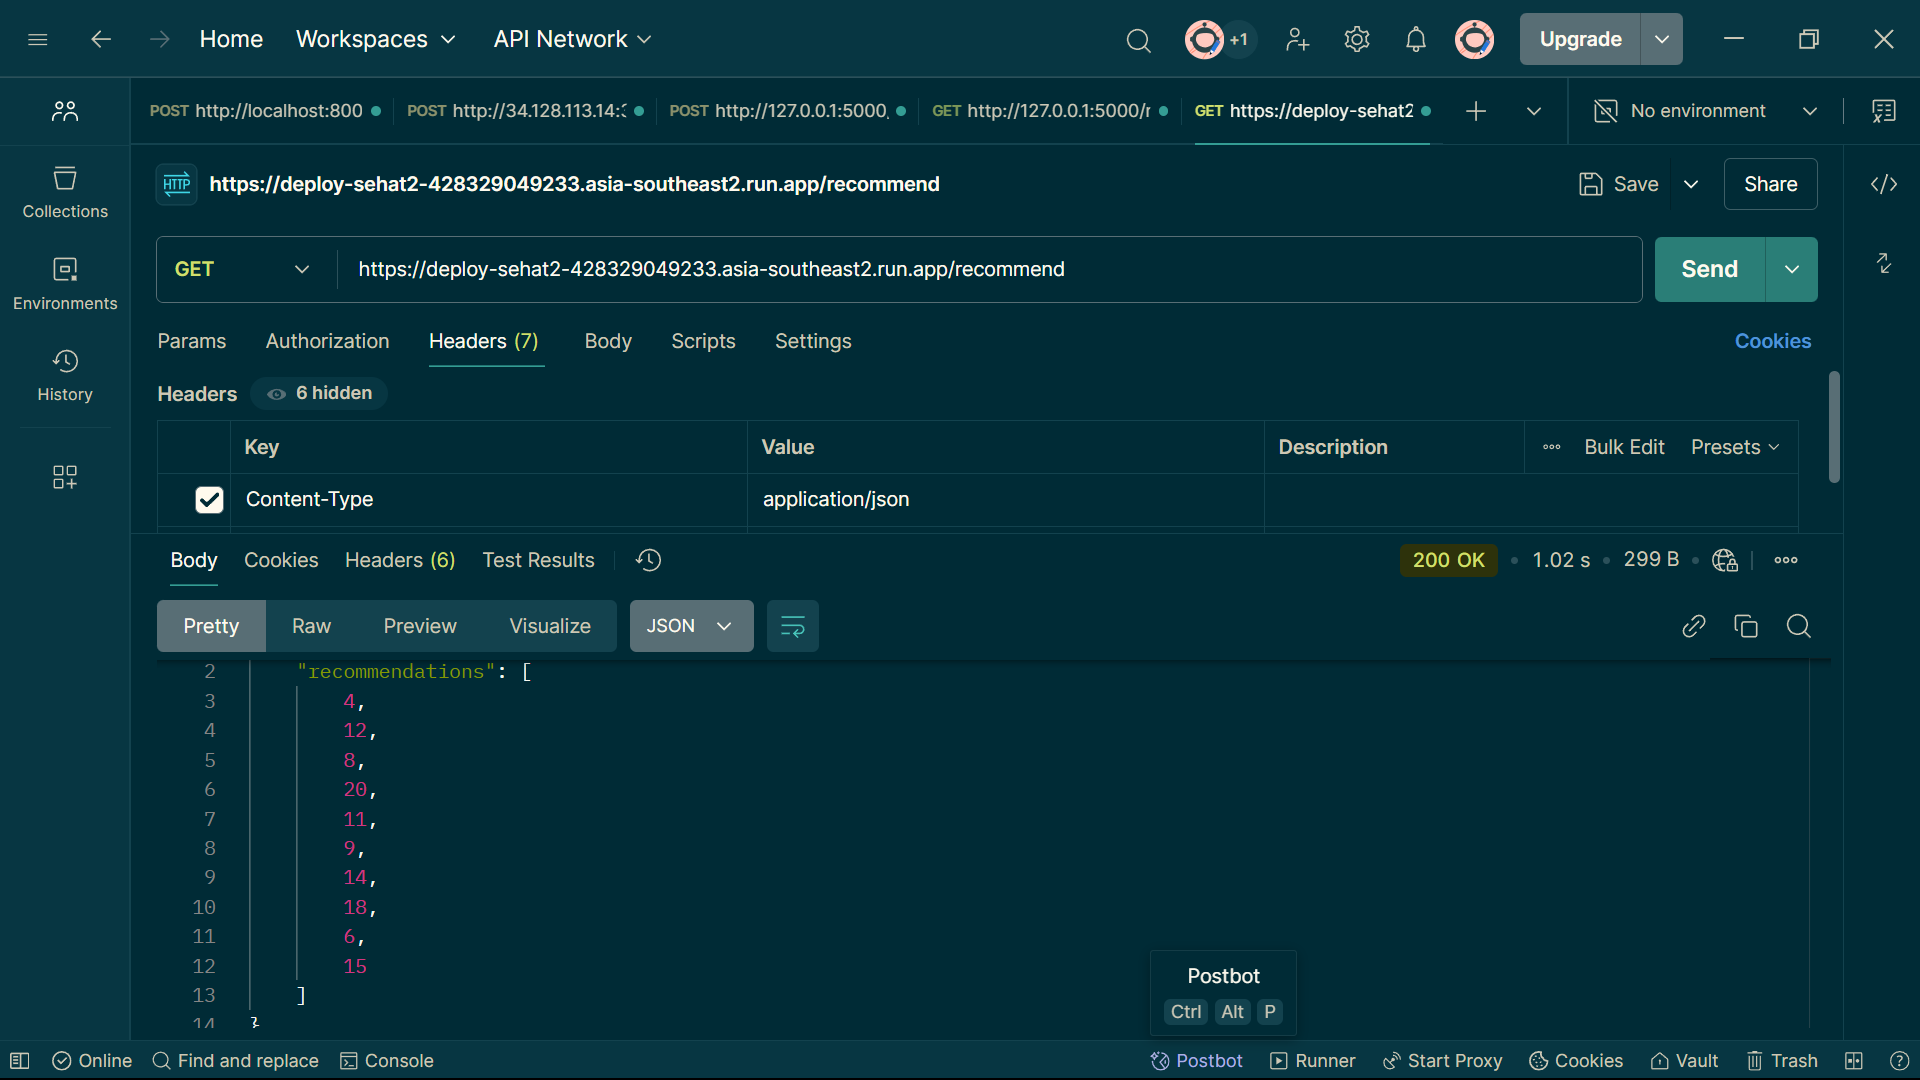 Home Workspaces API Network +1 Upgrade
POST http://localhost:800 POST http://34.128.113.14: POST http://127.0.0.1:5000 GET http://127.0.0.1:5000/r GET https://deploy-sehat2 No environment
HTTP https://deploy-sehat2-428329049233.asia-southeast2.run.app/recommend Save Share
Collections
GET https://deploy-sehat2-428329049233.asia-southeast2.run.app/recommend Send
Environments
Params Authorization Headers (7) Body Scripts Settings Cookies
History
Headers 6 hidden
Key Value Description Bulk Edit Presets
Content-Type application/json
Body Cookies Headers (6) Test Results 200 OK • 1.02 s • 299 B •
Pretty Raw Preview Visualize JSON
2 "recommendations": [
3 4,
4 12,
5 8,
6 20,
7 11,
8 9,
9 14,
10 18,
11 6,
12 15
13 ]
14 }
Postbot
Ctrl Alt P
Online Find and replace Console Postbot Runner Start Proxy Cookies Vault Trash